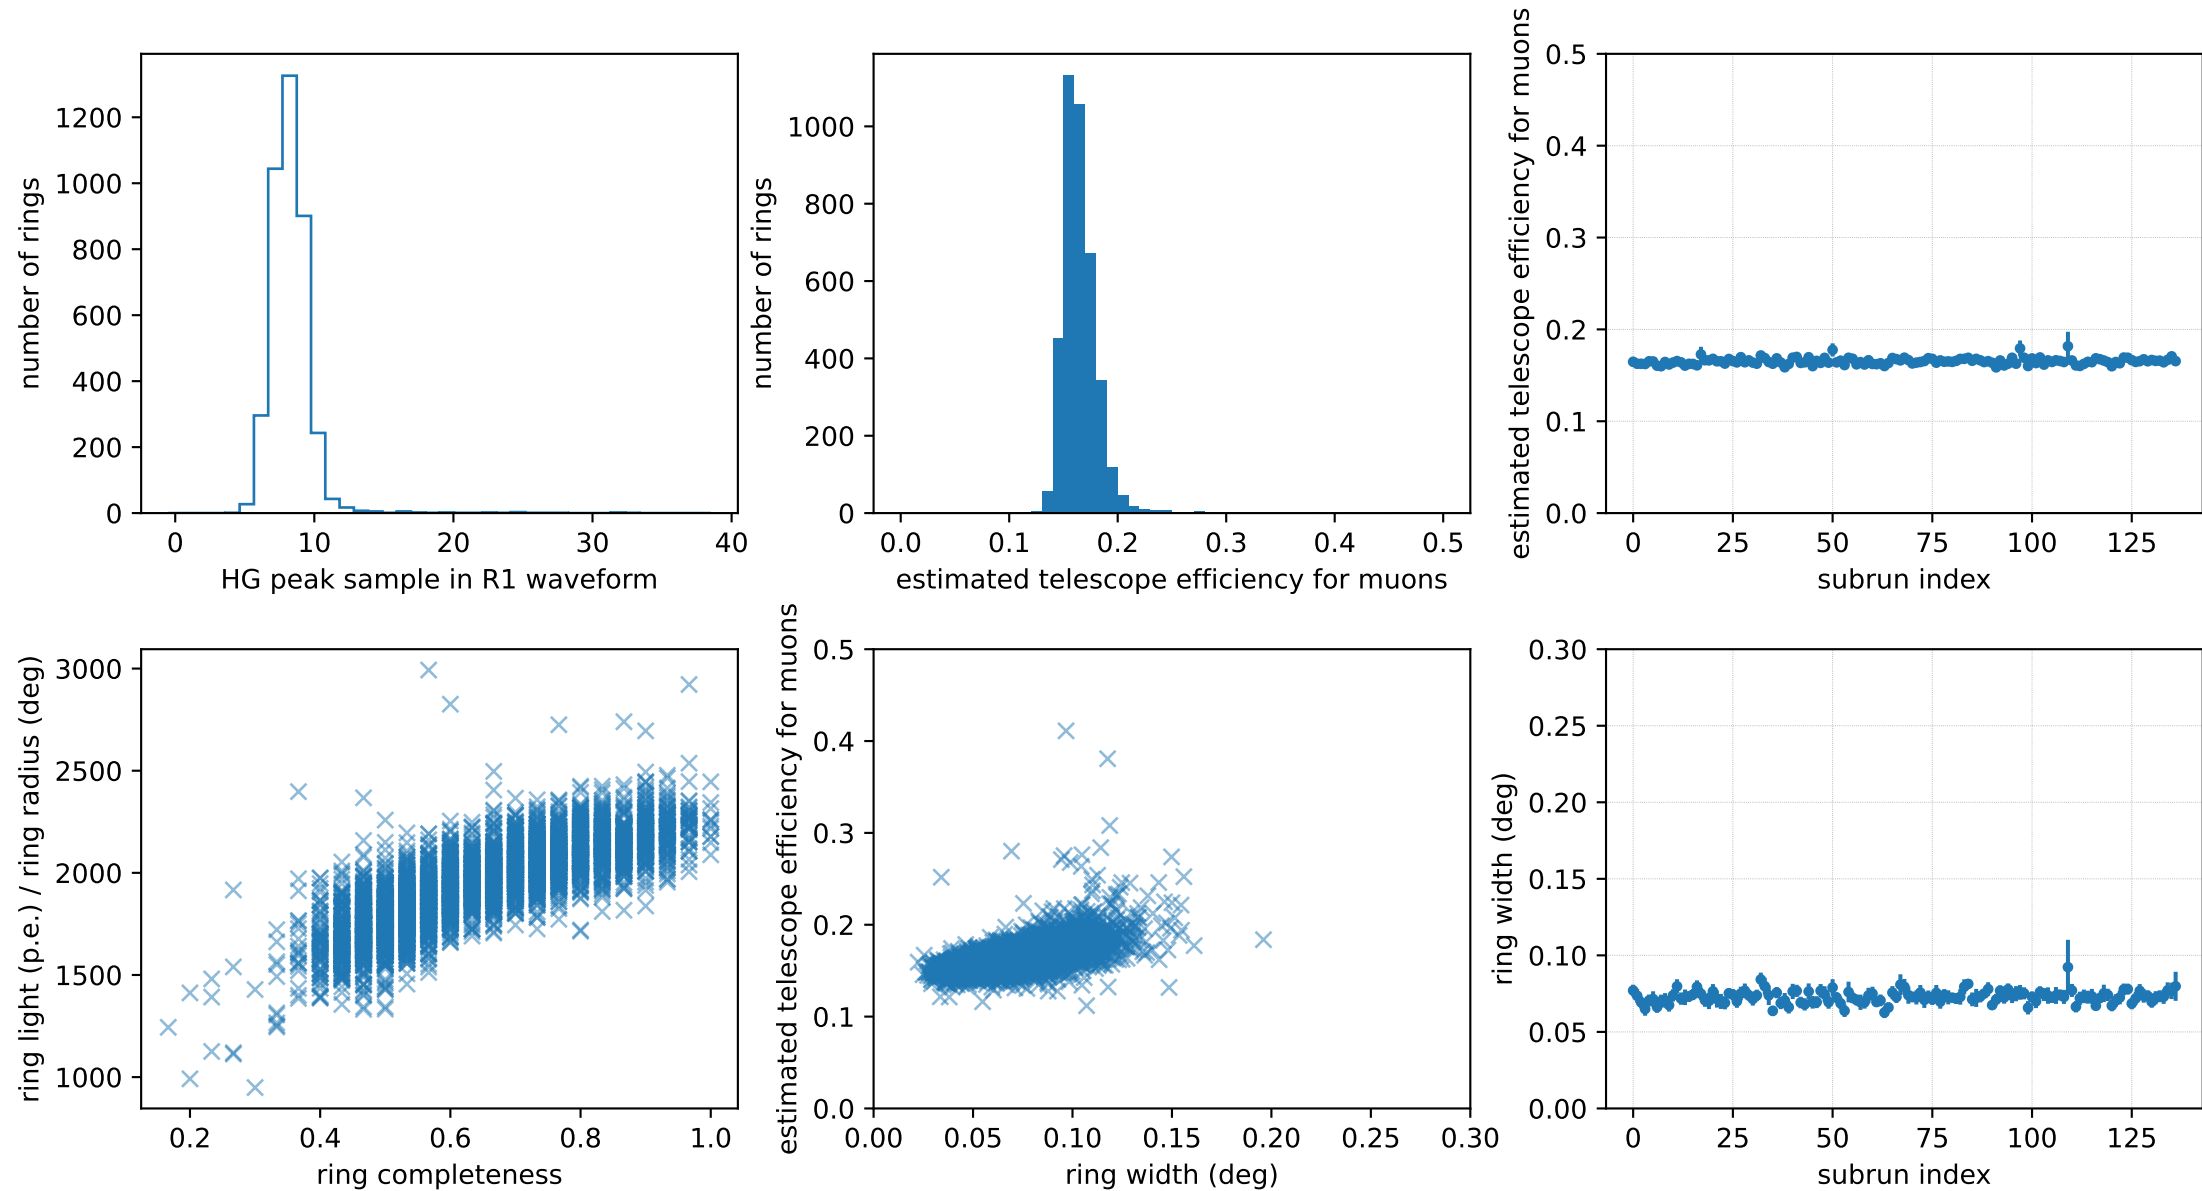 number of rings
1200
1000
800
600
400
200
0
0 10 20 30 40
HG peak sample in R1 waveform
number of rings
1000
800
600
400
200
0
0.0 0.1 0.2 0.3 0.4 0.5
estimated telescope efficiency for muons
estimated telescope efficiency for muons
0.5
0.4
0.3
0.2
0.1
0.0
0 25 50 75 100 125
subrun index
ring light (p.e.) / ring radius (deg)
3000
2500
2000
1500
1000
0.2 0.4 0.6 0.8 1.0
ring completeness
estimated telescope efficiency for muons
0.5
0.4
0.3
0.2
0.1
0.0
0.00 0.05 0.10 0.15 0.20 0.25 0.30
ring width (deg)
ring width (deg)
0.30
0.25
0.20
0.15
0.10
0.05
0.00
0 25 50 75 100 125
subrun index